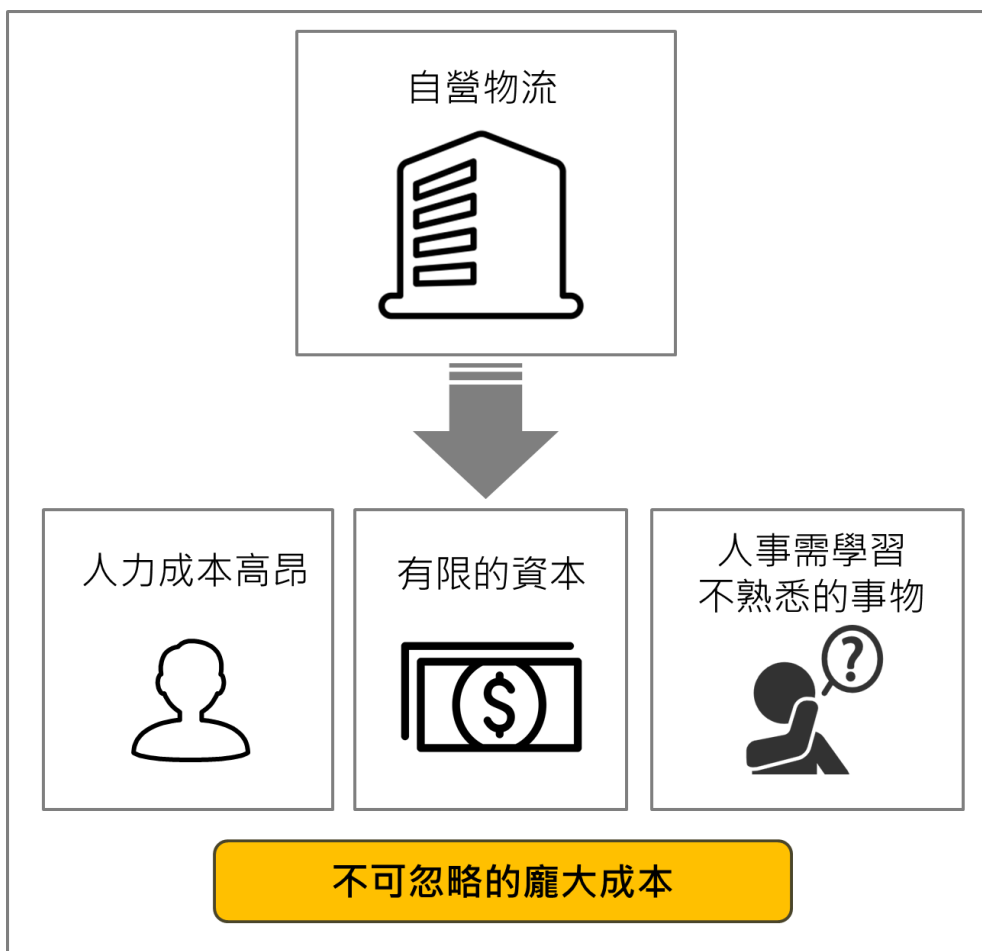 自營物流
人力成本高昂
有限的資本
人事需學習
不熟悉的事物
$
?
不可忽略的龐大成本